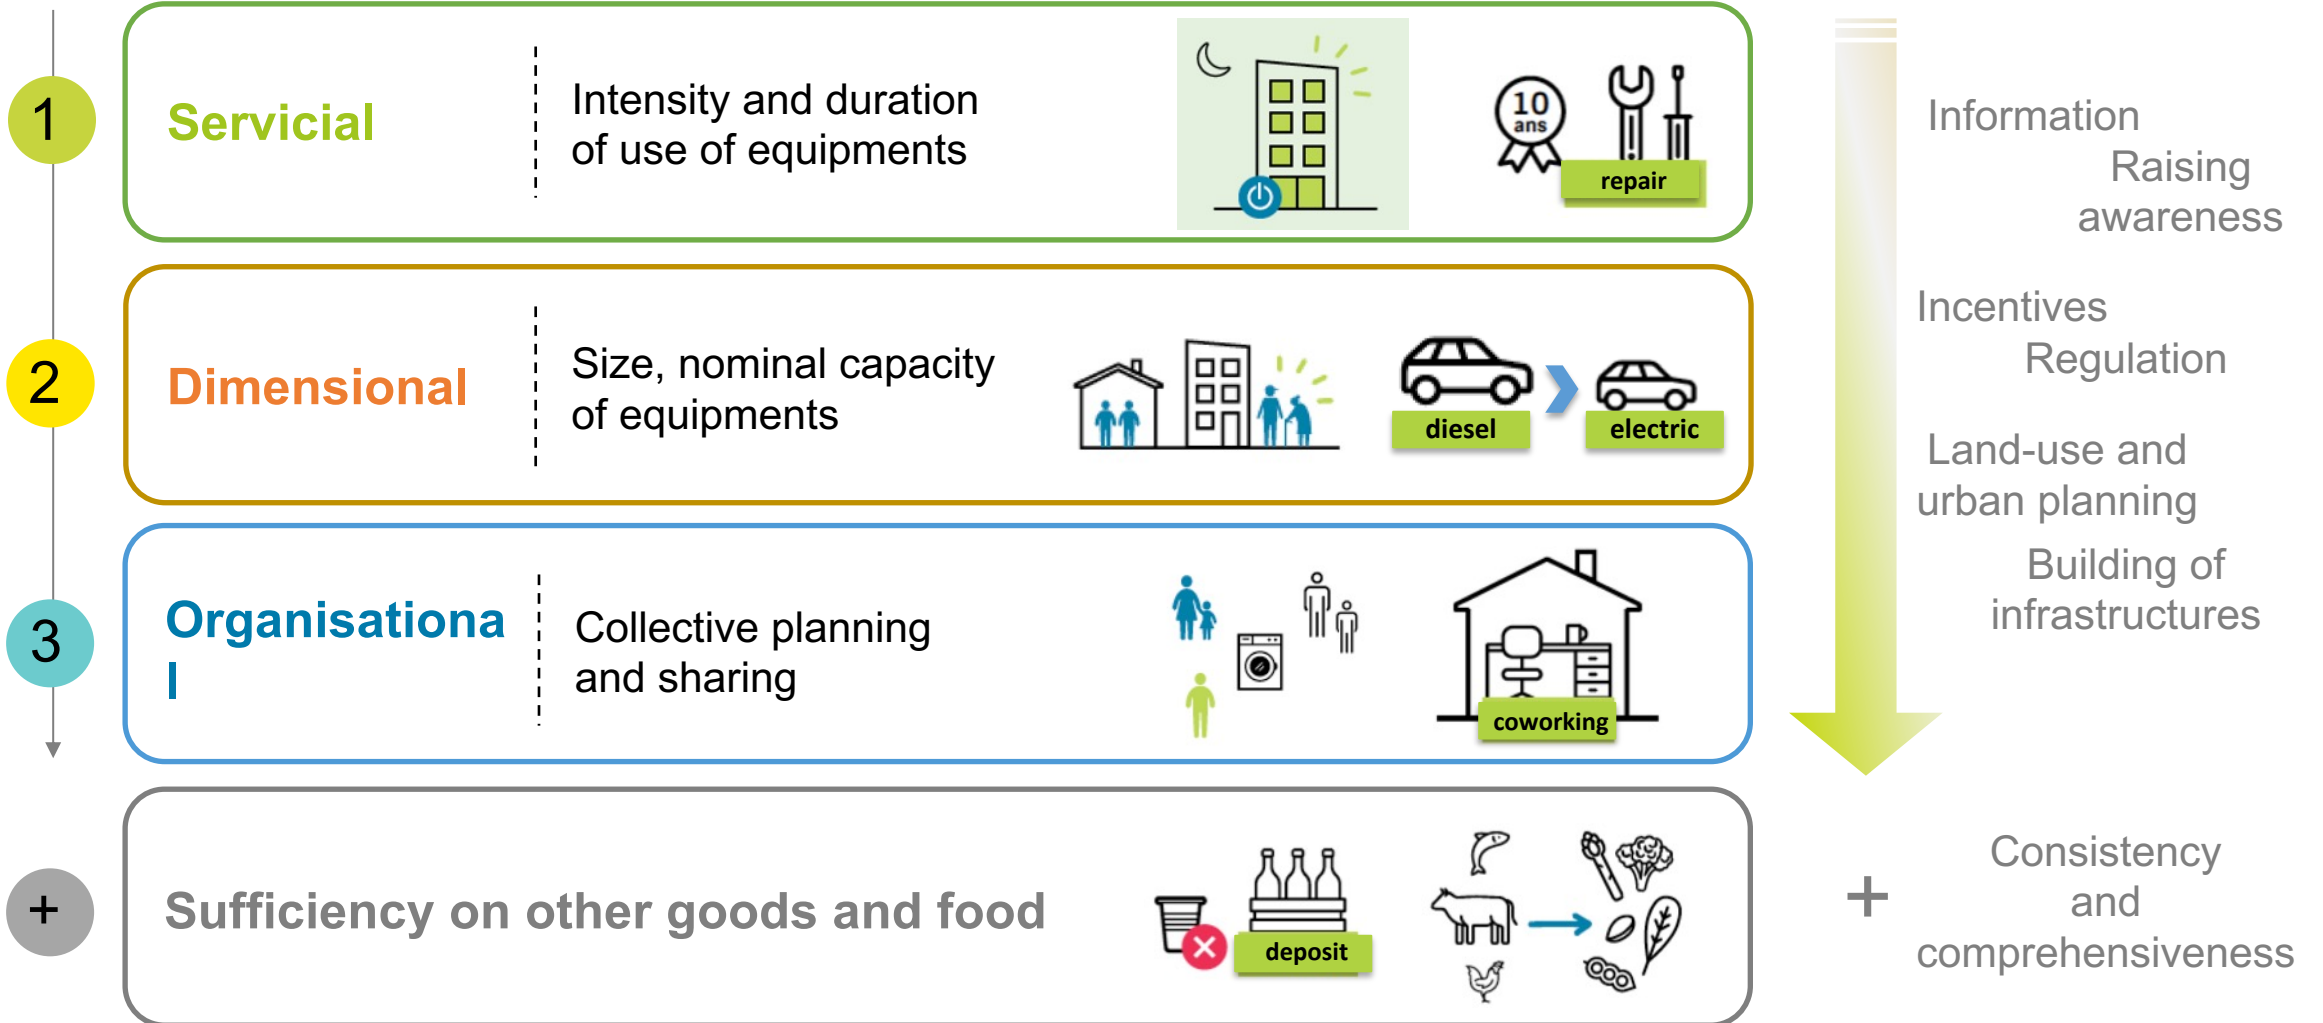 1
Servicial
Intensity and duration
of use of equipments
10
ans
repair
2
Dimensional
Size, nominal capacity
of equipments
diesel
electric
3
Organisationa
l
Collective planning
and sharing
coworking
+
Sufficiency on other goods and food
deposit
Information
Raising
awareness
Incentives
Regulation
Land-use and
urban planning
Building of
infrastructures
+
Consistency
and
comprehensiveness